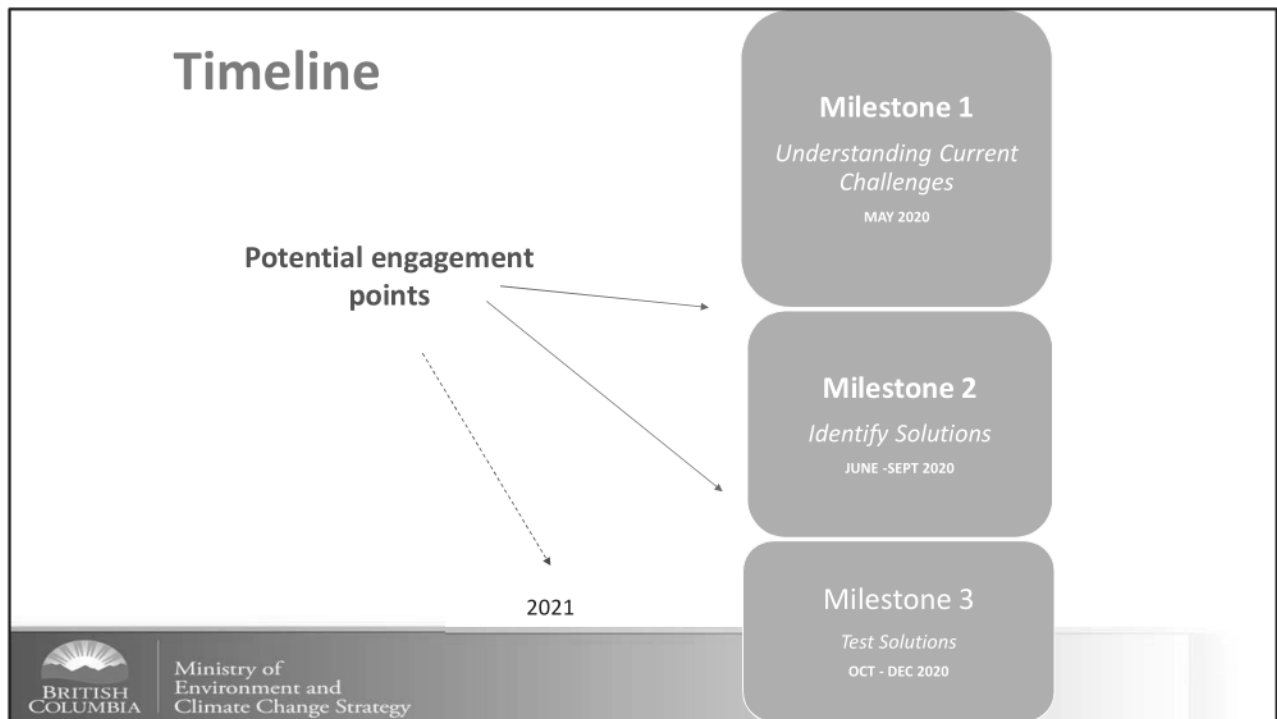 Timeline
Potential engagement
points
2021
Milestone 1
Understanding Current
Challenges
MAY 2020
Milestone 2
Identify Solutions
JUNE -SEPT 2020
Milestone 3
Test Solutions
OCT - DEC 2020
BRITISH
COLUMBIA
Ministry of
Environment and
Climate Change Strategy